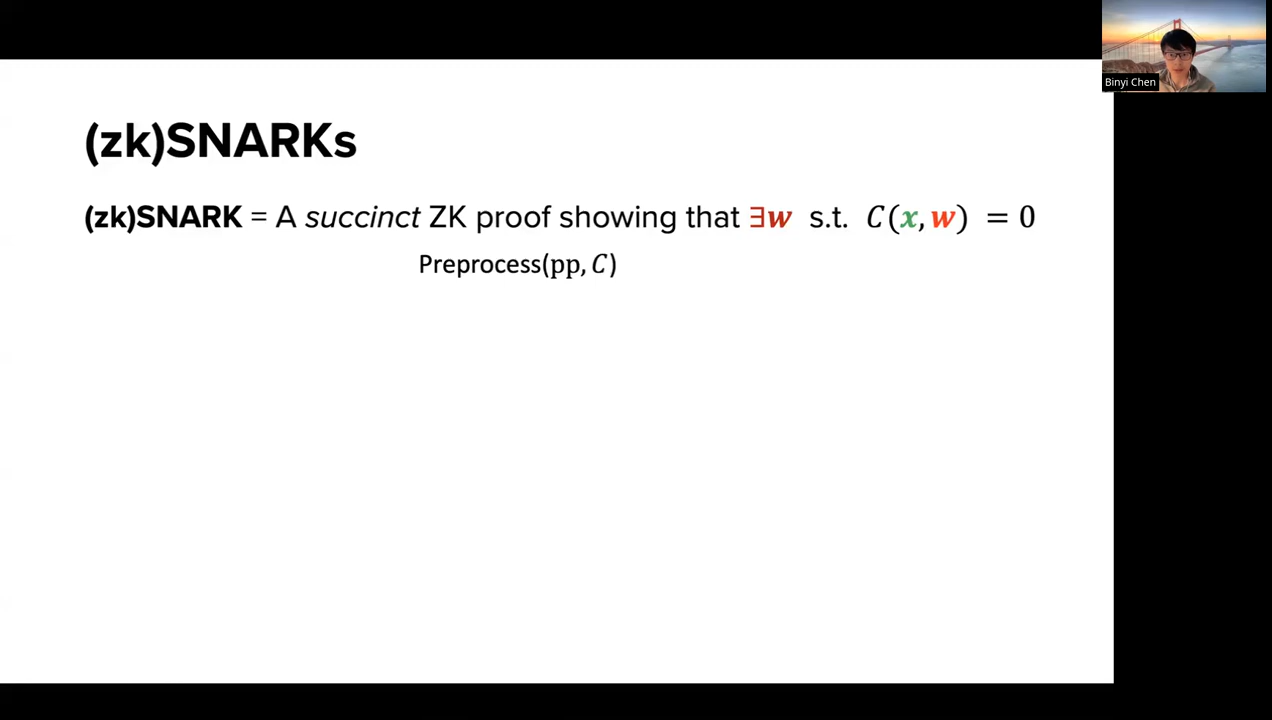 Binyi Chen
(zk)SNARKs
(zk)SNARK = A succinct ZK proof showing that ∃w s.t. C(x, w) = 0
Preprocess(pp, C)